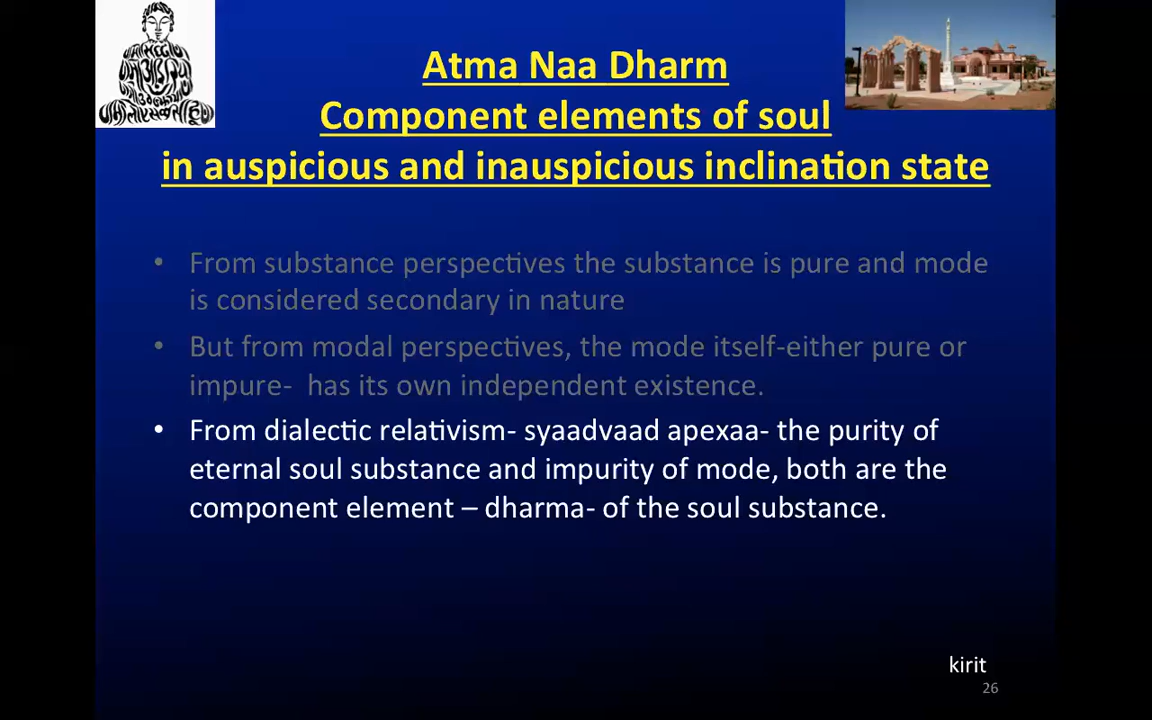 Atma Naa Dharm
Component elements of soul
in auspicious and inauspicious inclination state
• From substance perspectives the substance is pure and mode
is considered secondary in nature
• But from modal perspectives, the mode itself-either pure or
impure- has its own independent existence.
• From dialectic relativism- syaadvaad apexaa- the purity of
eternal soul substance and impurity of mode, both are the
component element – dharma- of the soul substance.
kirit
26